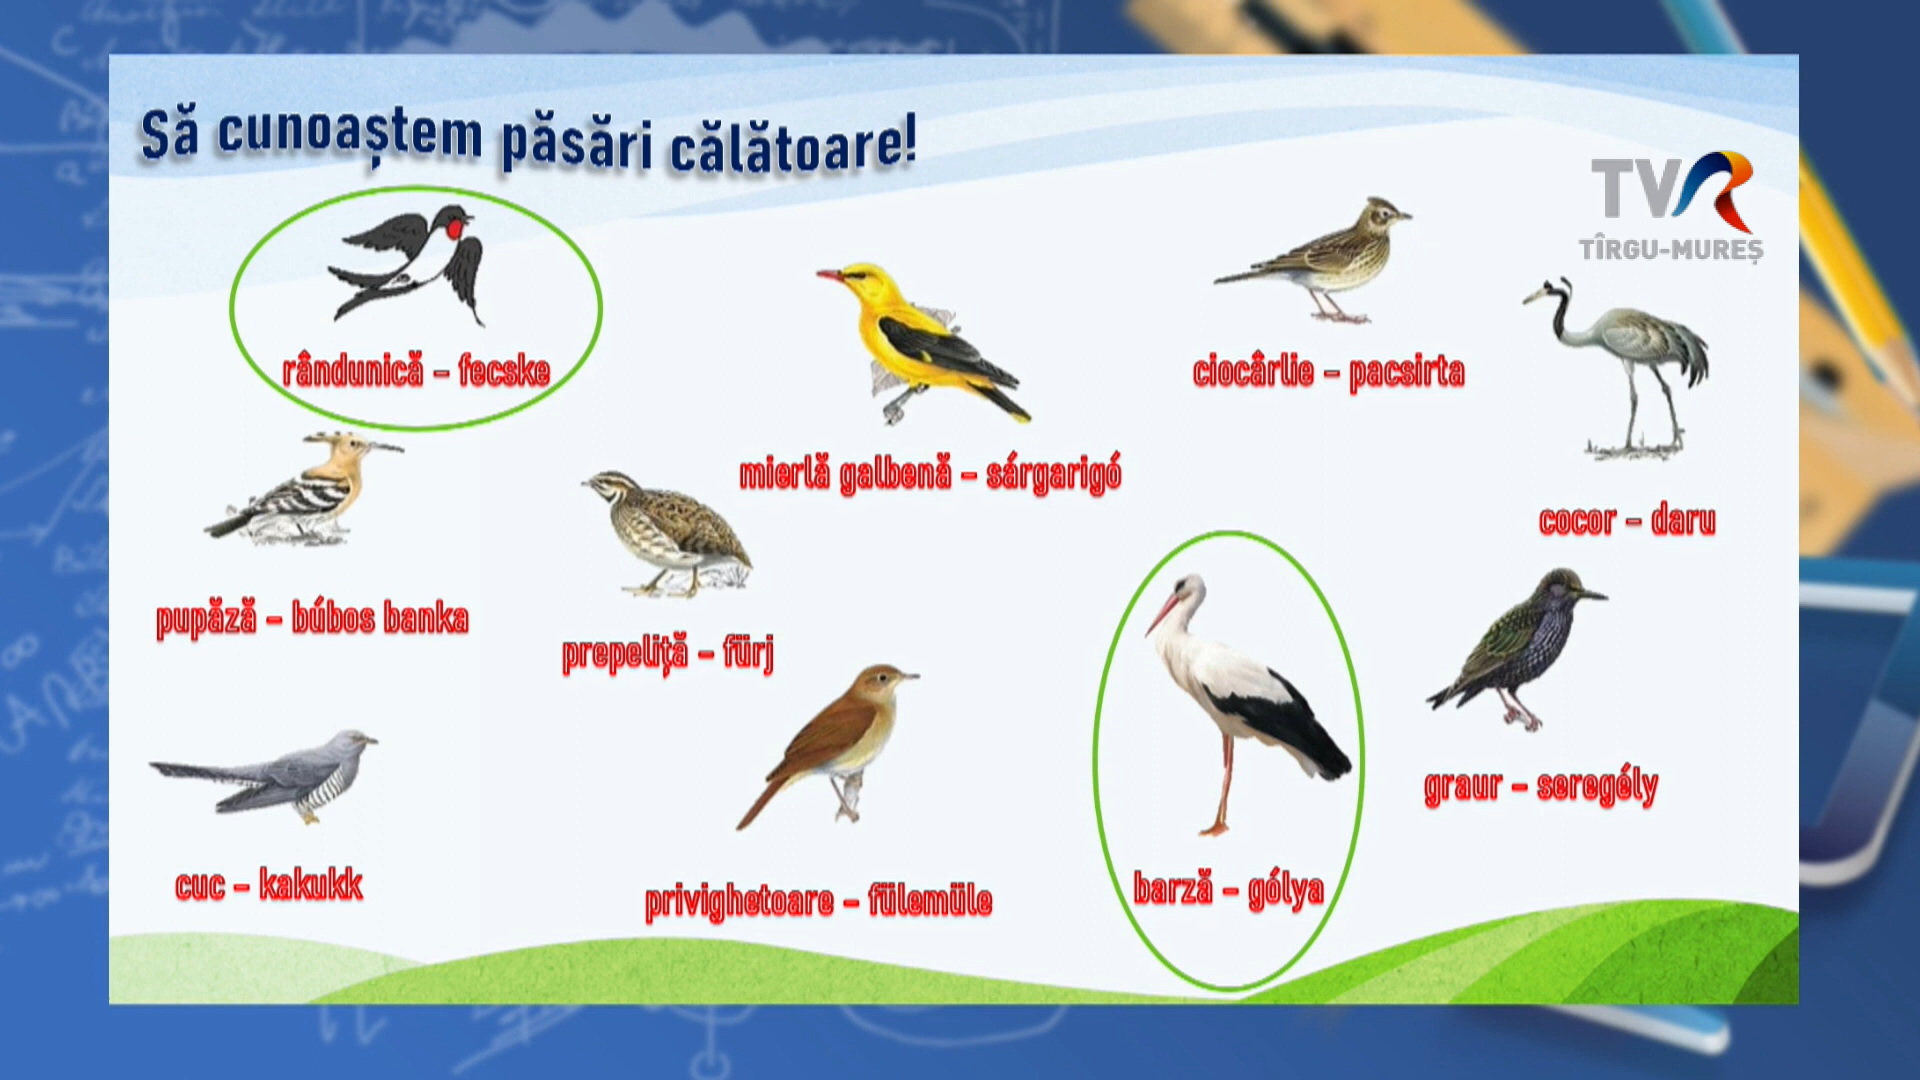 Să cunoaștem păsări călătoare!
TVR
TÎRGU-MUREȘ
rândunică – fecske
ciocârlie – pacsirta
mierlă galbenă – sárgarigó
cocor – daru
pupăză – búbos banka
prepeliță – fürj
graur – seregély
cuc – kakukk
privighetoare – fülemüle
barză – gólya